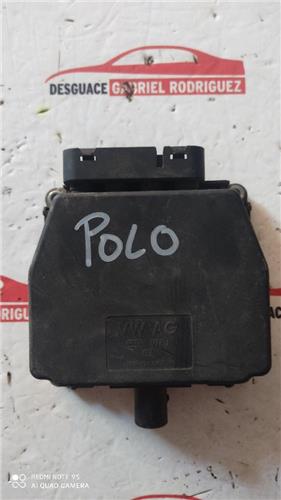 DESGUACE GABRIEL RODRIGUEZ
POLO
VW AG
REDMI NOTE 9S
AI QUAD CAMERA